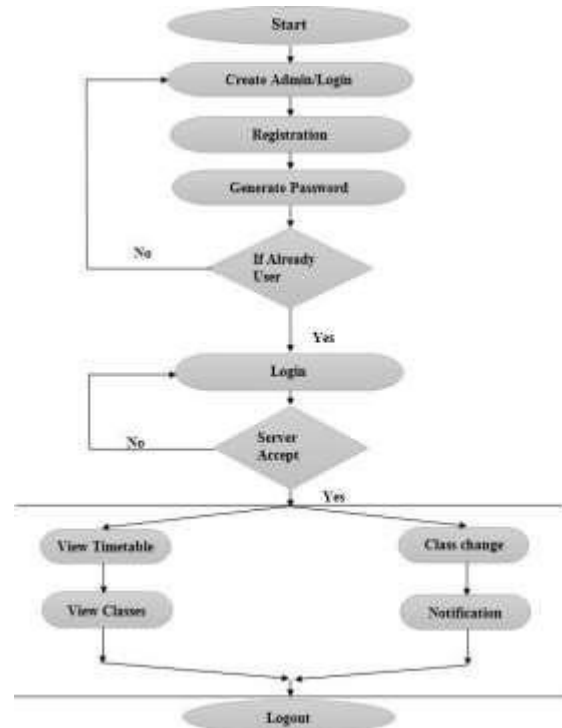 Start
Create Admin/Login
Registration
Generate Password
No
If Already
User
Yes
Login
No
Server
Accept
Yes
View Timetable
Class change
View Classes
Notification
Logout